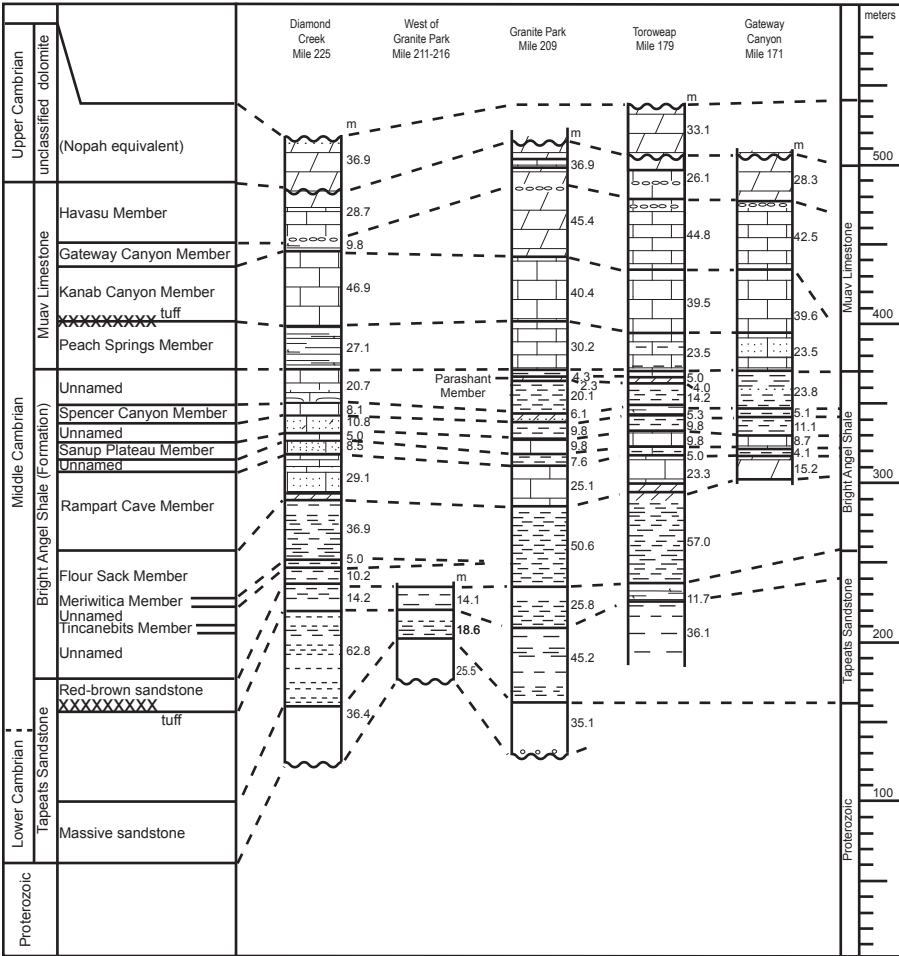 Diamond
Creek
Mile 225
West of
Granite Park
Mile 211-216
Granite Park
Mile 209
Toroweap
Mile 179
Gateway
Canyon
Mile 171
meters
Upper Cambrian
unclassified dolomite
(Nopah equivalent)
Middle Cambrian
Muav Limestone
Havasu Member
Gateway Canyon Member
Kanab Canyon Member
XXXXXXXXX tuff
Peach Springs Member
Bright Angel Shale (Formation)
Unnamed
Spencer Canyon Member
Unnamed
Sanup Plateau Member
Unnamed
Rampart Cave Member
Flour Sack Member
Meriwitica Member
Unnamed
Tincanebits Member
Unnamed
Lower Cambrian
Tapeats Sandstone
Red-brown sandstone
XXXXXXXXX
tuff
Massive sandstone
Proterozoic
m
36.9
28.7
9.8
46.9
27.1
20.7
8.1
10.8
5.0
8.5
29.1
36.9
5.0
10.2
14.2
62.8
36.4
m
14.1
18.6
25.5
m
36.9
45.4
40.4
30.2
Parashant
Member
4.3
2.3
20.1
6.1
9.8
9.8
7.6
25.1
50.6
25.8
45.2
35.1
m
33.1
26.1
44.8
39.5
23.5
5.0
4.0
14.2
5.3
9.8
9.8
5.0
23.3
57.0
11.7
36.1
m
28.3
42.5
39.6
23.5
23.8
5.1
11.1
8.7
4.1
15.2
Muav Limestone
Bright Angel Shale
Tapeats Sandstone
Proterozoic
500
400
300
200
100